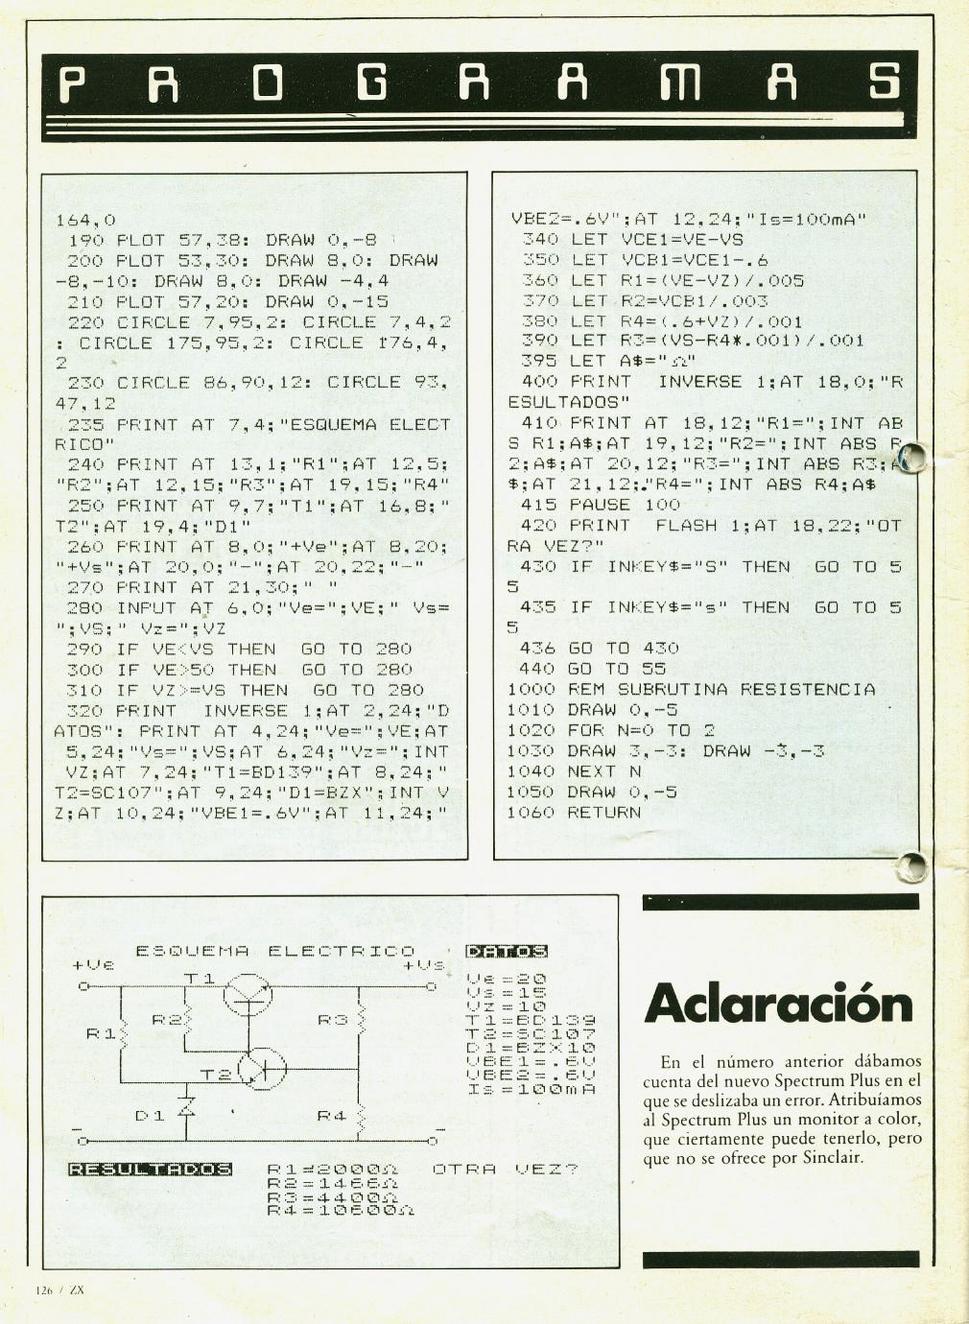 PROGRAMAS
164,0
190 PLOT 57,38: DRAW 0,-8
200 PLOT 53,30: DRAW 8,0: DRAW
-8,-10: DRAW 8,0: DRAW -4,4
210 PLOT 57,20: DRAW 0,-15
220 CIRCLE 7,95,2: CIRCLE 7,4,2
: CIRCLE 175,95,2: CIRCLE 176,4,
2
230 CIRCLE 86,90,12: CIRCLE 93,
47,12
235 PRINT AT 7,4;"ESQUEMA ELECT
RICO"
240 PRINT AT 13,1;"R1";AT 12,5;
"R2";AT 12,15;"R3";AT 19,15;"R4"
250 PRINT AT 9,7;"T1";AT 16,8;"
T2";AT 19,4;"D1"
260 PRINT AT 8,0;"+Ve";AT 8,20;
"+Vs";AT 20,0;"-";AT 20,22;"-"
270 PRINT AT 21,30;" "
280 INPUT AT 6,0;"Ve=";VE;" Vs=
";VS;" Vz=";VZ
290 IF VE<VS THEN GO TO 280
300 IF VE>50 THEN GO TO 280
310 IF VZ>=VS THEN GO TO 280
320 PRINT INVERSE 1;AT 2,24;"D
ATOS": PRINT AT 4,24;"Ve=";VE;AT
5,24;"Vs=";VS;AT 6,24;"Vz=";INT
VZ;AT 7,24;"T1=BD139";AT 8,24;"
T2=SC107";AT 9,24;"D1=BZX";INT V
Z;AT 10,24;"VBE1=.6V";AT 11,24;"
VBE2=.6V";AT 12,24;"Is=100mA"
340 LET VCE1=VE-VS
350 LET VCB1=VCE1-.6
360 LET R1=(VE-VZ)/.005
370 LET R2=VCB1/.003
380 LET R4=(.6+VZ)/.001
390 LET R3=(VS-R4*.001)/.001
395 LET A$="Ω"
400 PRINT INVERSE 1;AT 18,0;"R
ESULTADOS"
410 PRINT AT 18,12;"R1=";INT AB
S R1;A$;AT 19,12;"R2=";INT ABS R
2;A$;AT 20,12;"R3=";INT ABS R3;A
$;AT 21,12;"R4=";INT ABS R4;A$
415 PAUSE 100
420 PRINT FLASH 1;AT 18,22;"OT
RA VEZ?"
430 IF INKEY$="S" THEN GO TO 5
5
435 IF INKEY$="s" THEN GO TO 5
5
436 GO TO 430
440 GO TO 55
1000 REM SUBRUTINA RESISTENCIA
1010 DRAW 0,-5
1020 FOR N=0 TO 2
1030 DRAW 3,-3: DRAW -3,-3
1040 NEXT N
1050 DRAW 0,-5
1060 RETURN
ESQUEMA ELECTRICO
+Ve
+Vs
T1
R1
R2
R3
T2
D1
R4
-
-
DATOS
Ve=20
Vs=15
Vz=10
T1=BD139
T2=SC107
D1=BZX10
VBE1=.6V
VBE2=.6V
Is=100mA
RESULTADOS
R1=2000Ω
R2=1466Ω
R3=4400Ω
R4=10600Ω
OTRA VEZ?
Aclaración
En el número anterior dábamos
cuenta del nuevo Spectrum Plus en el
que se deslizaba un error. Atribuíamos
al Spectrum Plus un monitor a color,
que ciertamente puede tenerlo, pero
que no se ofrece por Sinclair.
126 / ZX